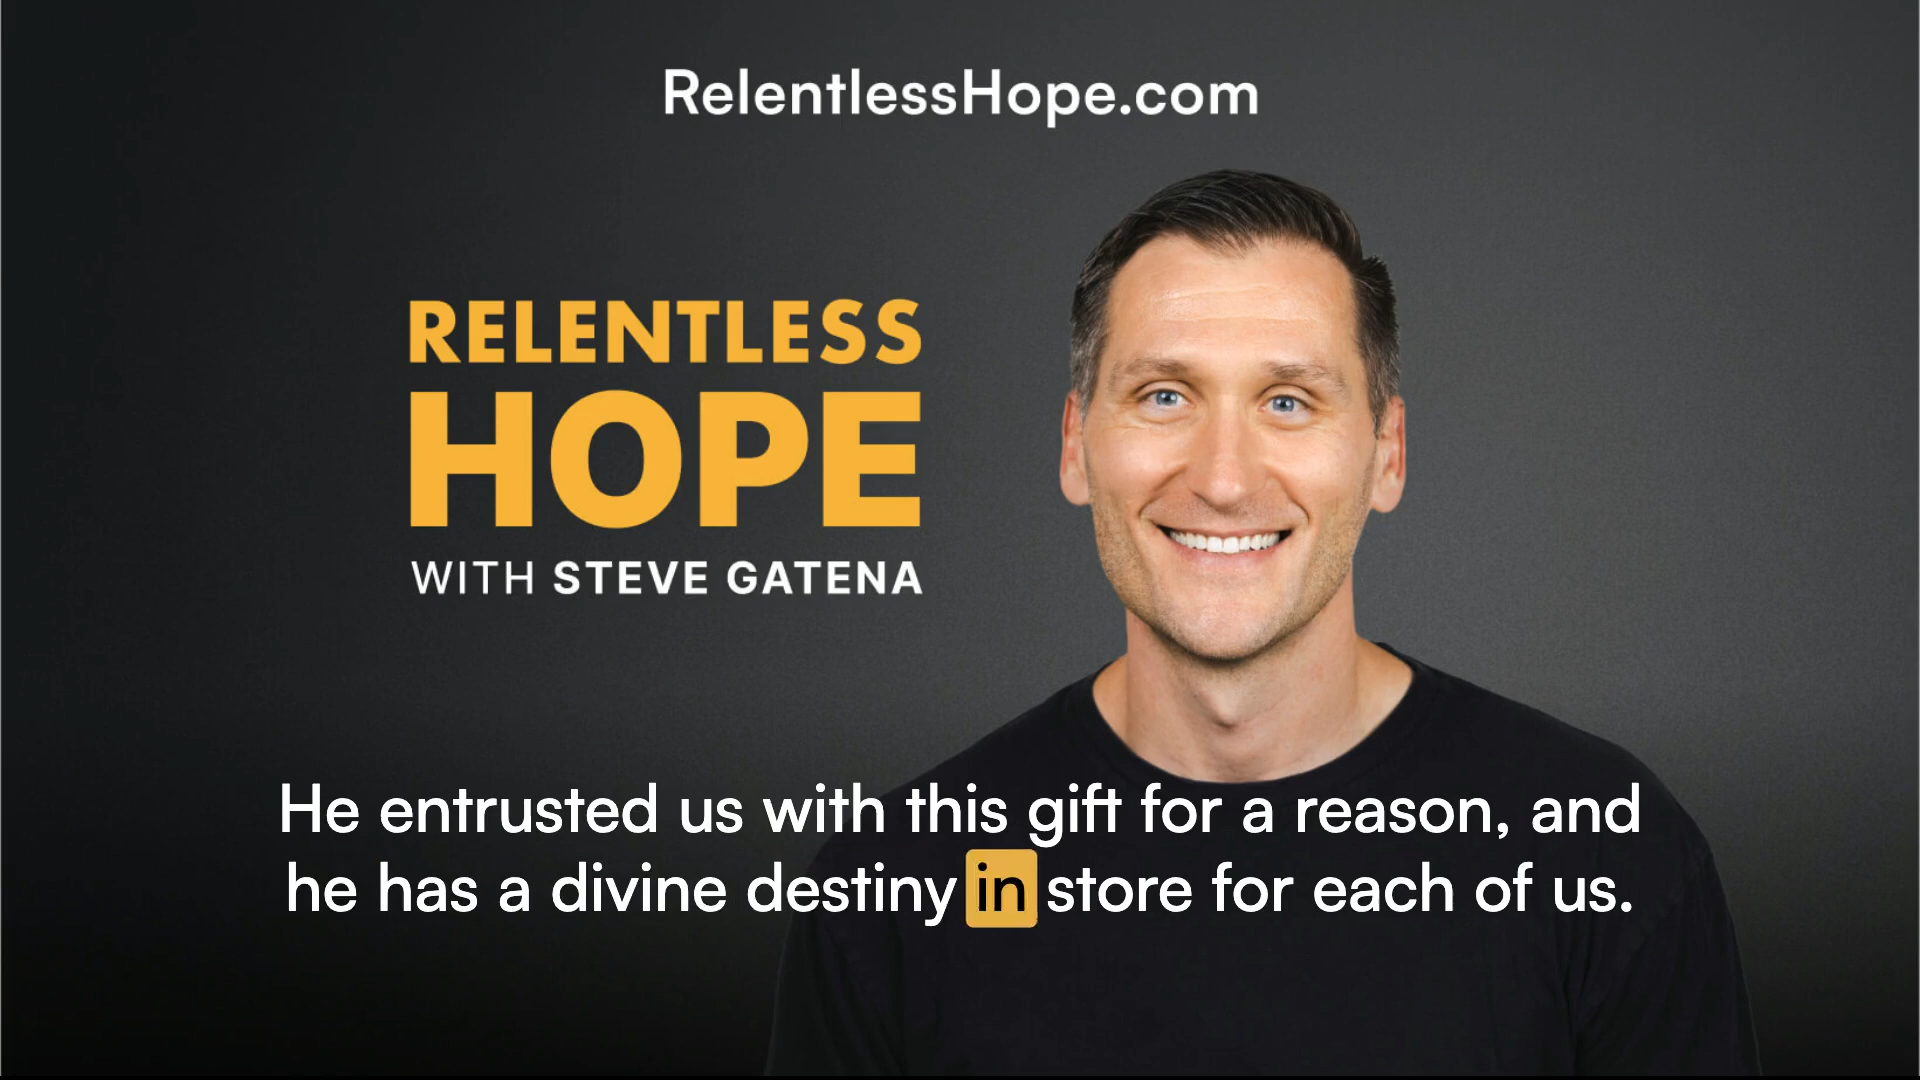 RelentlessHope.com
RELENTLESS
HOPE
WITH STEVE GATENA
He entrusted us with this gift for a reason, and
he has a divine destiny in store for each of us.